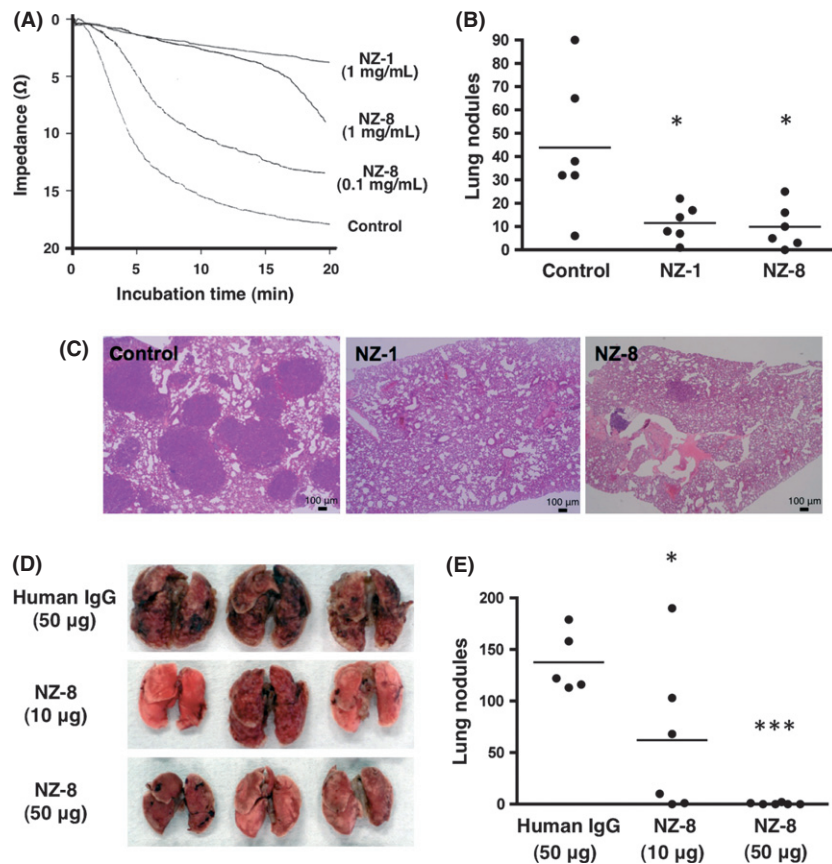 (A)
0
5
10
15
20
Impedance (Ω)
0
5
10
15
20
Incubation time (min)
NZ-1
(1 mg/mL)
NZ-8
(1 mg/mL)
NZ-8
(0.1 mg/mL)
Control
(B)
90
80
70
60
50
40
30
20
10
0
Lung nodules
*
*
Control
NZ-1
NZ-8
(C)
Control
100 µm
NZ-1
100 µm
NZ-8
100 µm
(D)
Human IgG
(50 µg)
NZ-8
(10 µg)
NZ-8
(50 µg)
(E)
200
150
100
50
0
Lung nodules
*
***
Human IgG
(50 µg)
NZ-8
(10 µg)
NZ-8
(50 µg)